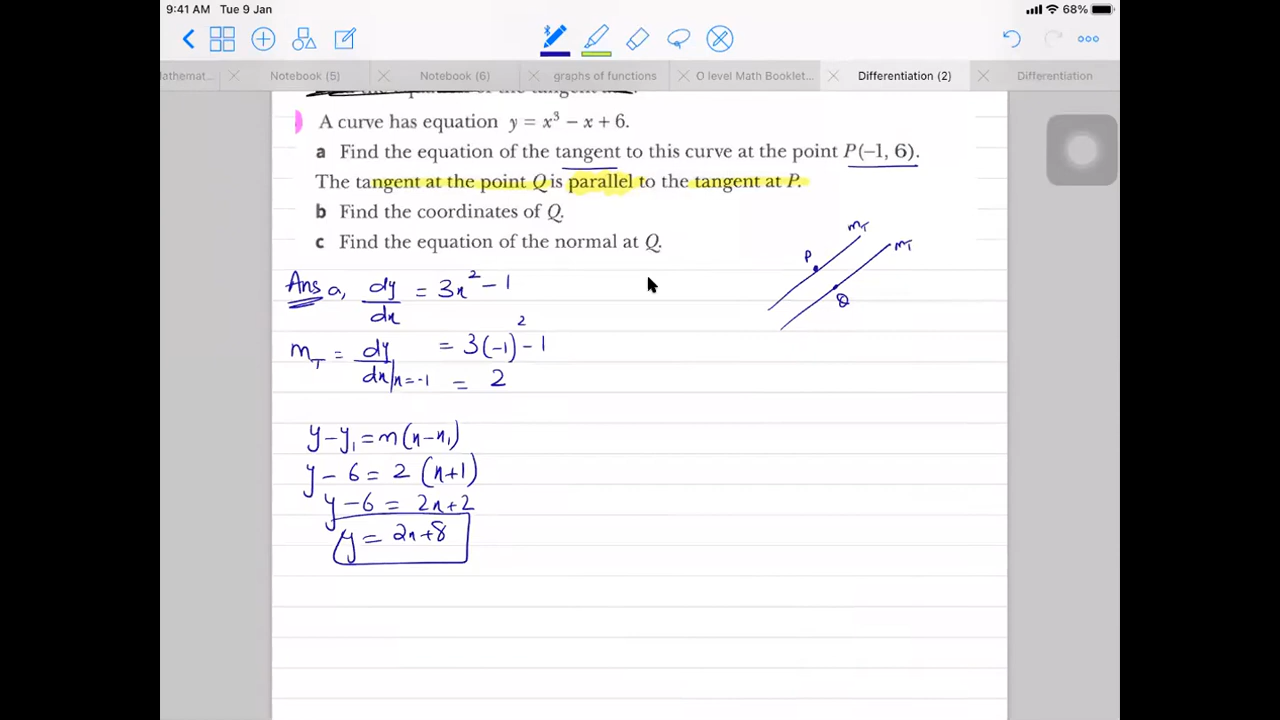 9:41 AM Tue 9 Jan
68%
Notebook (5)
Notebook (6)
graphs of functions
O level Math Booklet...
Differentiation (2)
Differentiation
A curve has equation y = x³ − x + 6.
a Find the equation of the tangent to this curve at the point P(−1, 6).
The tangent at the point Q is parallel to the tangent at P.
b Find the coordinates of Q.
c Find the equation of the normal at Q.
P
m_T
m_T
Q
Ans a, dy/dx = 3x² − 1
m_T = dy/dx|x=-1 = 3(-1)² - 1
= 2
y-y₁ = m(x-x₁)
y - 6 = 2 (x+1)
y - 6 = 2x+2
y = 2x+8